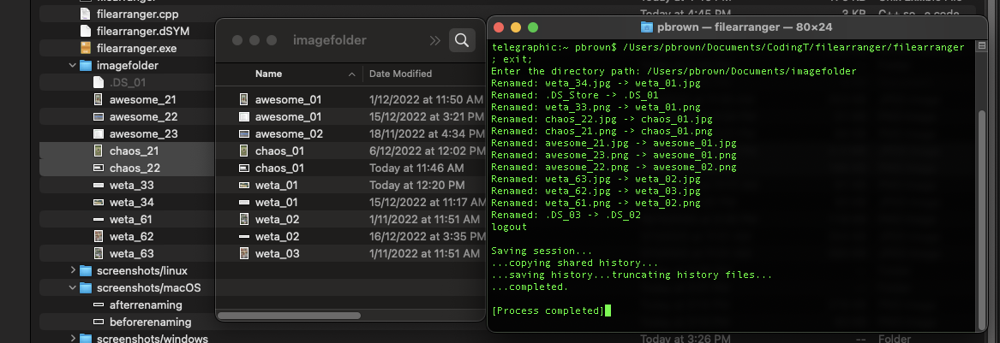 filearranger
Today at 4:45 PM
filearranger.cpp
Today at 4:45 PM 3 KB C++ so
filearranger.dSYM
filearranger.exe
imagefolder
.DS_01
awesome_21
awesome_22
awesome_23
chaos_21
chaos_22
weta_33
weta_34
weta_61
weta_62
weta_63
screenshots/linux
screenshots/macOS
afterrenaming
beforerenaming
screenshots/windows
Today at 3:26 PM -- Folder
imagefolder
Name Date Modified
awesome_01 1/12/2022 at 11:50 AM
awesome_01 15/12/2022 at 3:21 PM
awesome_02 18/11/2022 at 4:34 PM
chaos_01 6/12/2022 at 12:02 PM
chaos_01 Today at 11:46 AM
weta_01 Today at 12:20 PM
weta_01 15/12/2022 at 11:17 AM
weta_02 1/11/2022 at 11:51 AM
weta_02 16/12/2022 at 3:35 PM
weta_03 1/11/2022 at 11:51 AM
pbrown — filearranger — 80×24
telegraphic:~ pbrown$ /Users/pbrown/Documents/CodingT/filearranger/filearranger
; exit;
Enter the directory path: /Users/pbrown/Documents/imagefolder
Renamed: weta_34.jpg -> weta_01.jpg
Renamed: .DS_Store -> .DS_01
Renamed: weta_33.png -> weta_01.png
Renamed: chaos_22.jpg -> chaos_01.jpg
Renamed: chaos_21.png -> chaos_01.png
Renamed: awesome_21.jpg -> awesome_01.jpg
Renamed: awesome_23.png -> awesome_01.png
Renamed: awesome_22.png -> awesome_02.png
Renamed: weta_63.jpg -> weta_02.jpg
Renamed: weta_62.jpg -> weta_03.jpg
Renamed: weta_61.png -> weta_02.png
Renamed: .DS_03 -> .DS_02
logout
Saving session...
...copying shared history...
...saving history...truncating history files...
...completed.
[Process completed]